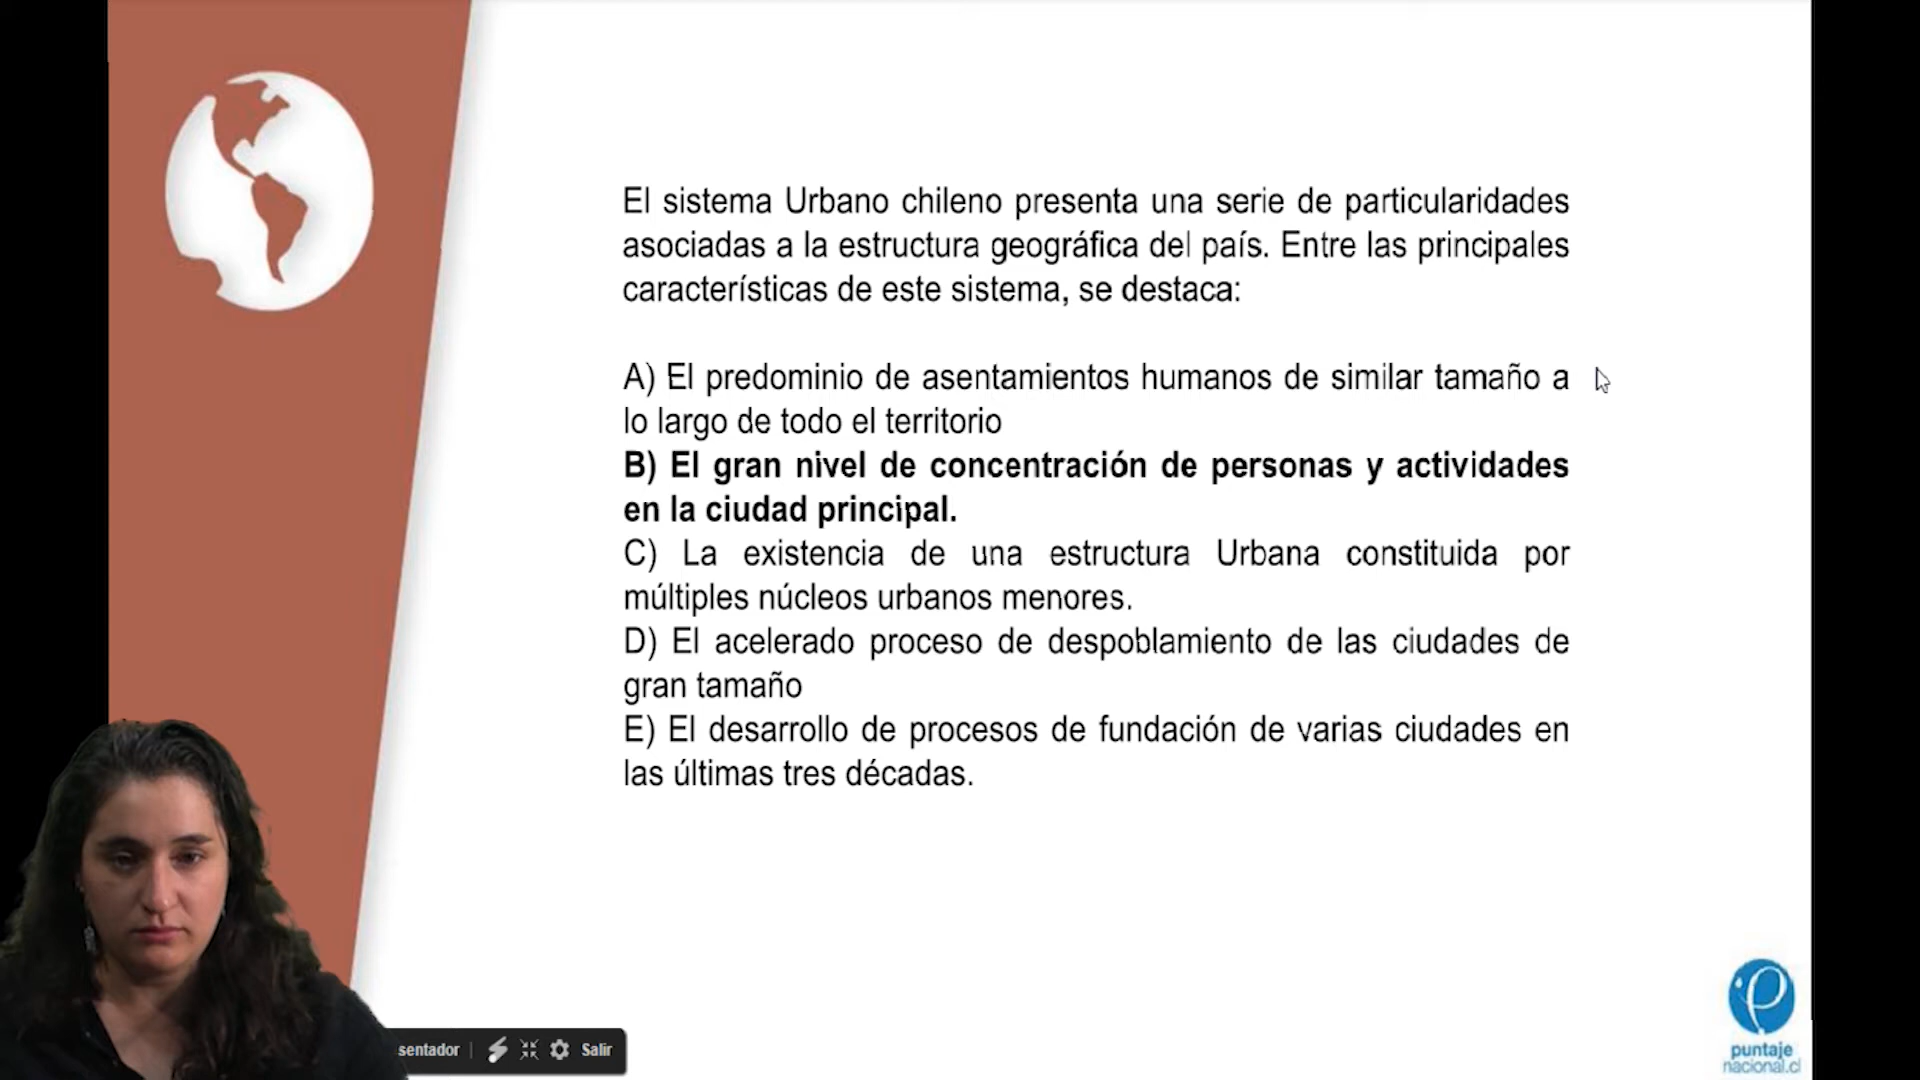 El sistema Urbano chileno presenta una serie de particularidades
asociadas a la estructura geográfica del país. Entre las principales
características de este sistema, se destaca:
A) El predominio de asentamientos humanos de similar tamaño a
lo largo de todo el territorio
B) El gran nivel de concentración de personas y actividades
en la ciudad principal.
C) La existencia de una estructura Urbana constituida por
múltiples núcleos urbanos menores.
D) El acelerado proceso de despoblamiento de las ciudades de
gran tamaño
E) El desarrollo de procesos de fundación de varias ciudades en
las últimas tres décadas.
sentador
Salir
puntaje
nacional.cl